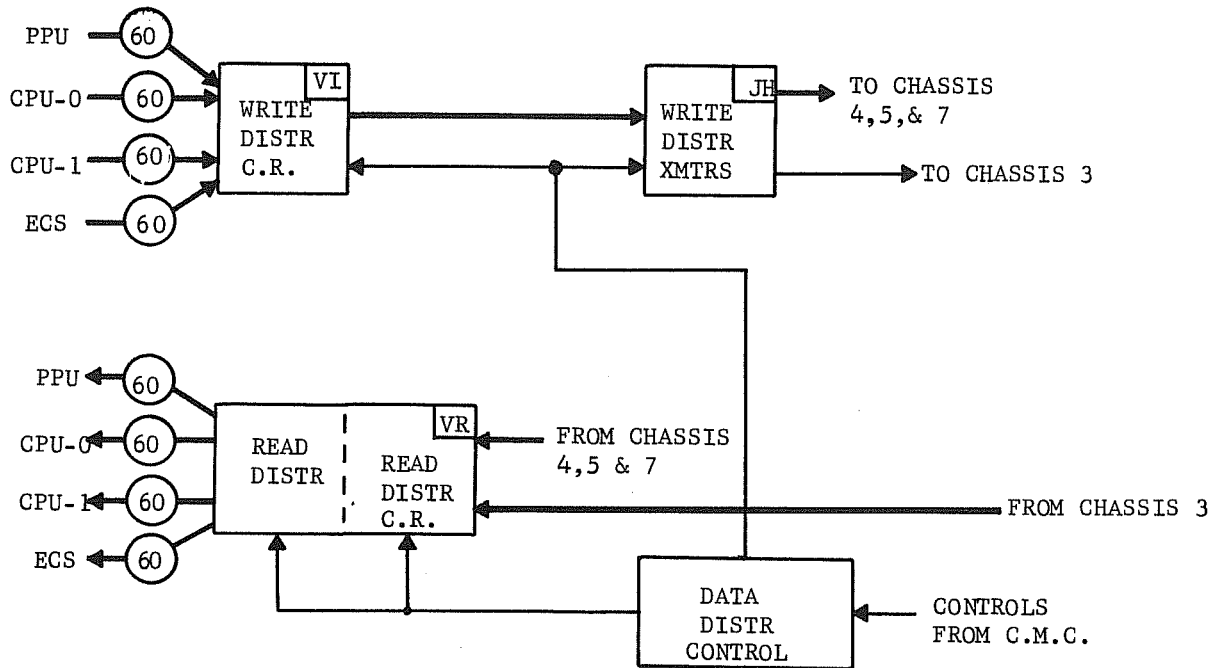 PPU
60
CPU-0
60
CPU-1
60
ECS
60
VI
WRITE
DISTR
C.R.
JH
WRITE
DISTR
XMTRS
TO CHASSIS
4,5,& 7
TO CHASSIS 3
PPU
60
CPU-0
60
CPU-1
60
ECS
60
READ
DISTR
VR
READ
DISTR
C.R.
FROM CHASSIS
4,5 & 7
FROM CHASSIS 3
DATA
DISTR
CONTROL
CONTROLS
FROM C.M.C.